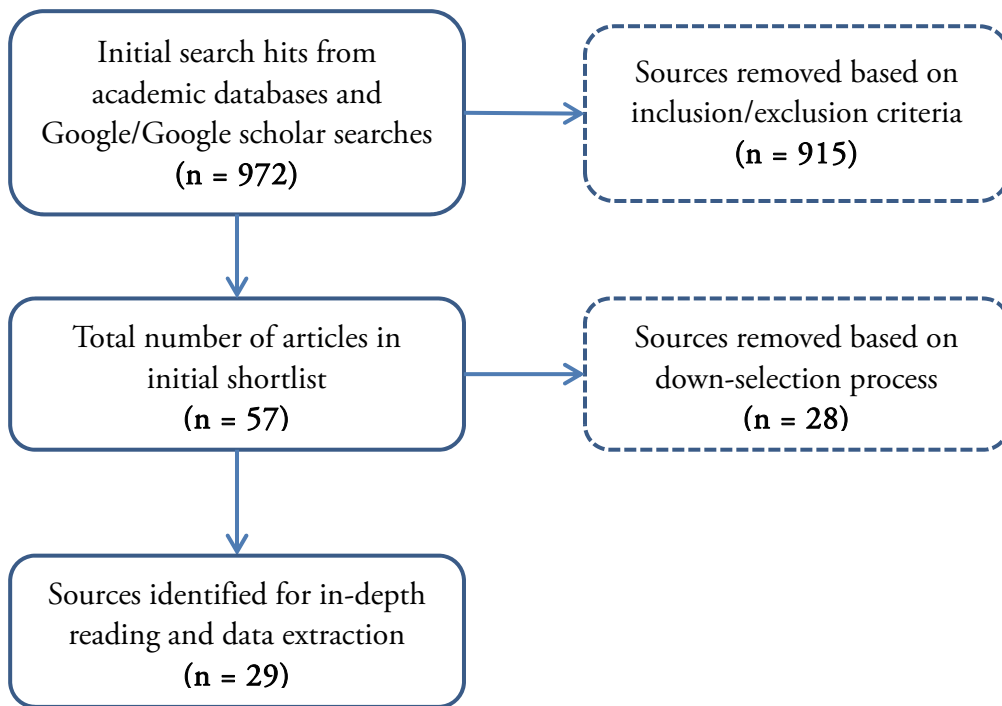 Initial search hits from
academic databases and
Google/Google scholar searches
(n = 972)
Sources removed based on
inclusion/exclusion criteria
(n = 915)
Total number of articles in
initial shortlist
(n = 57)
Sources removed based on
down-selection process
(n = 28)
Sources identified for in-depth
reading and data extraction
(n = 29)